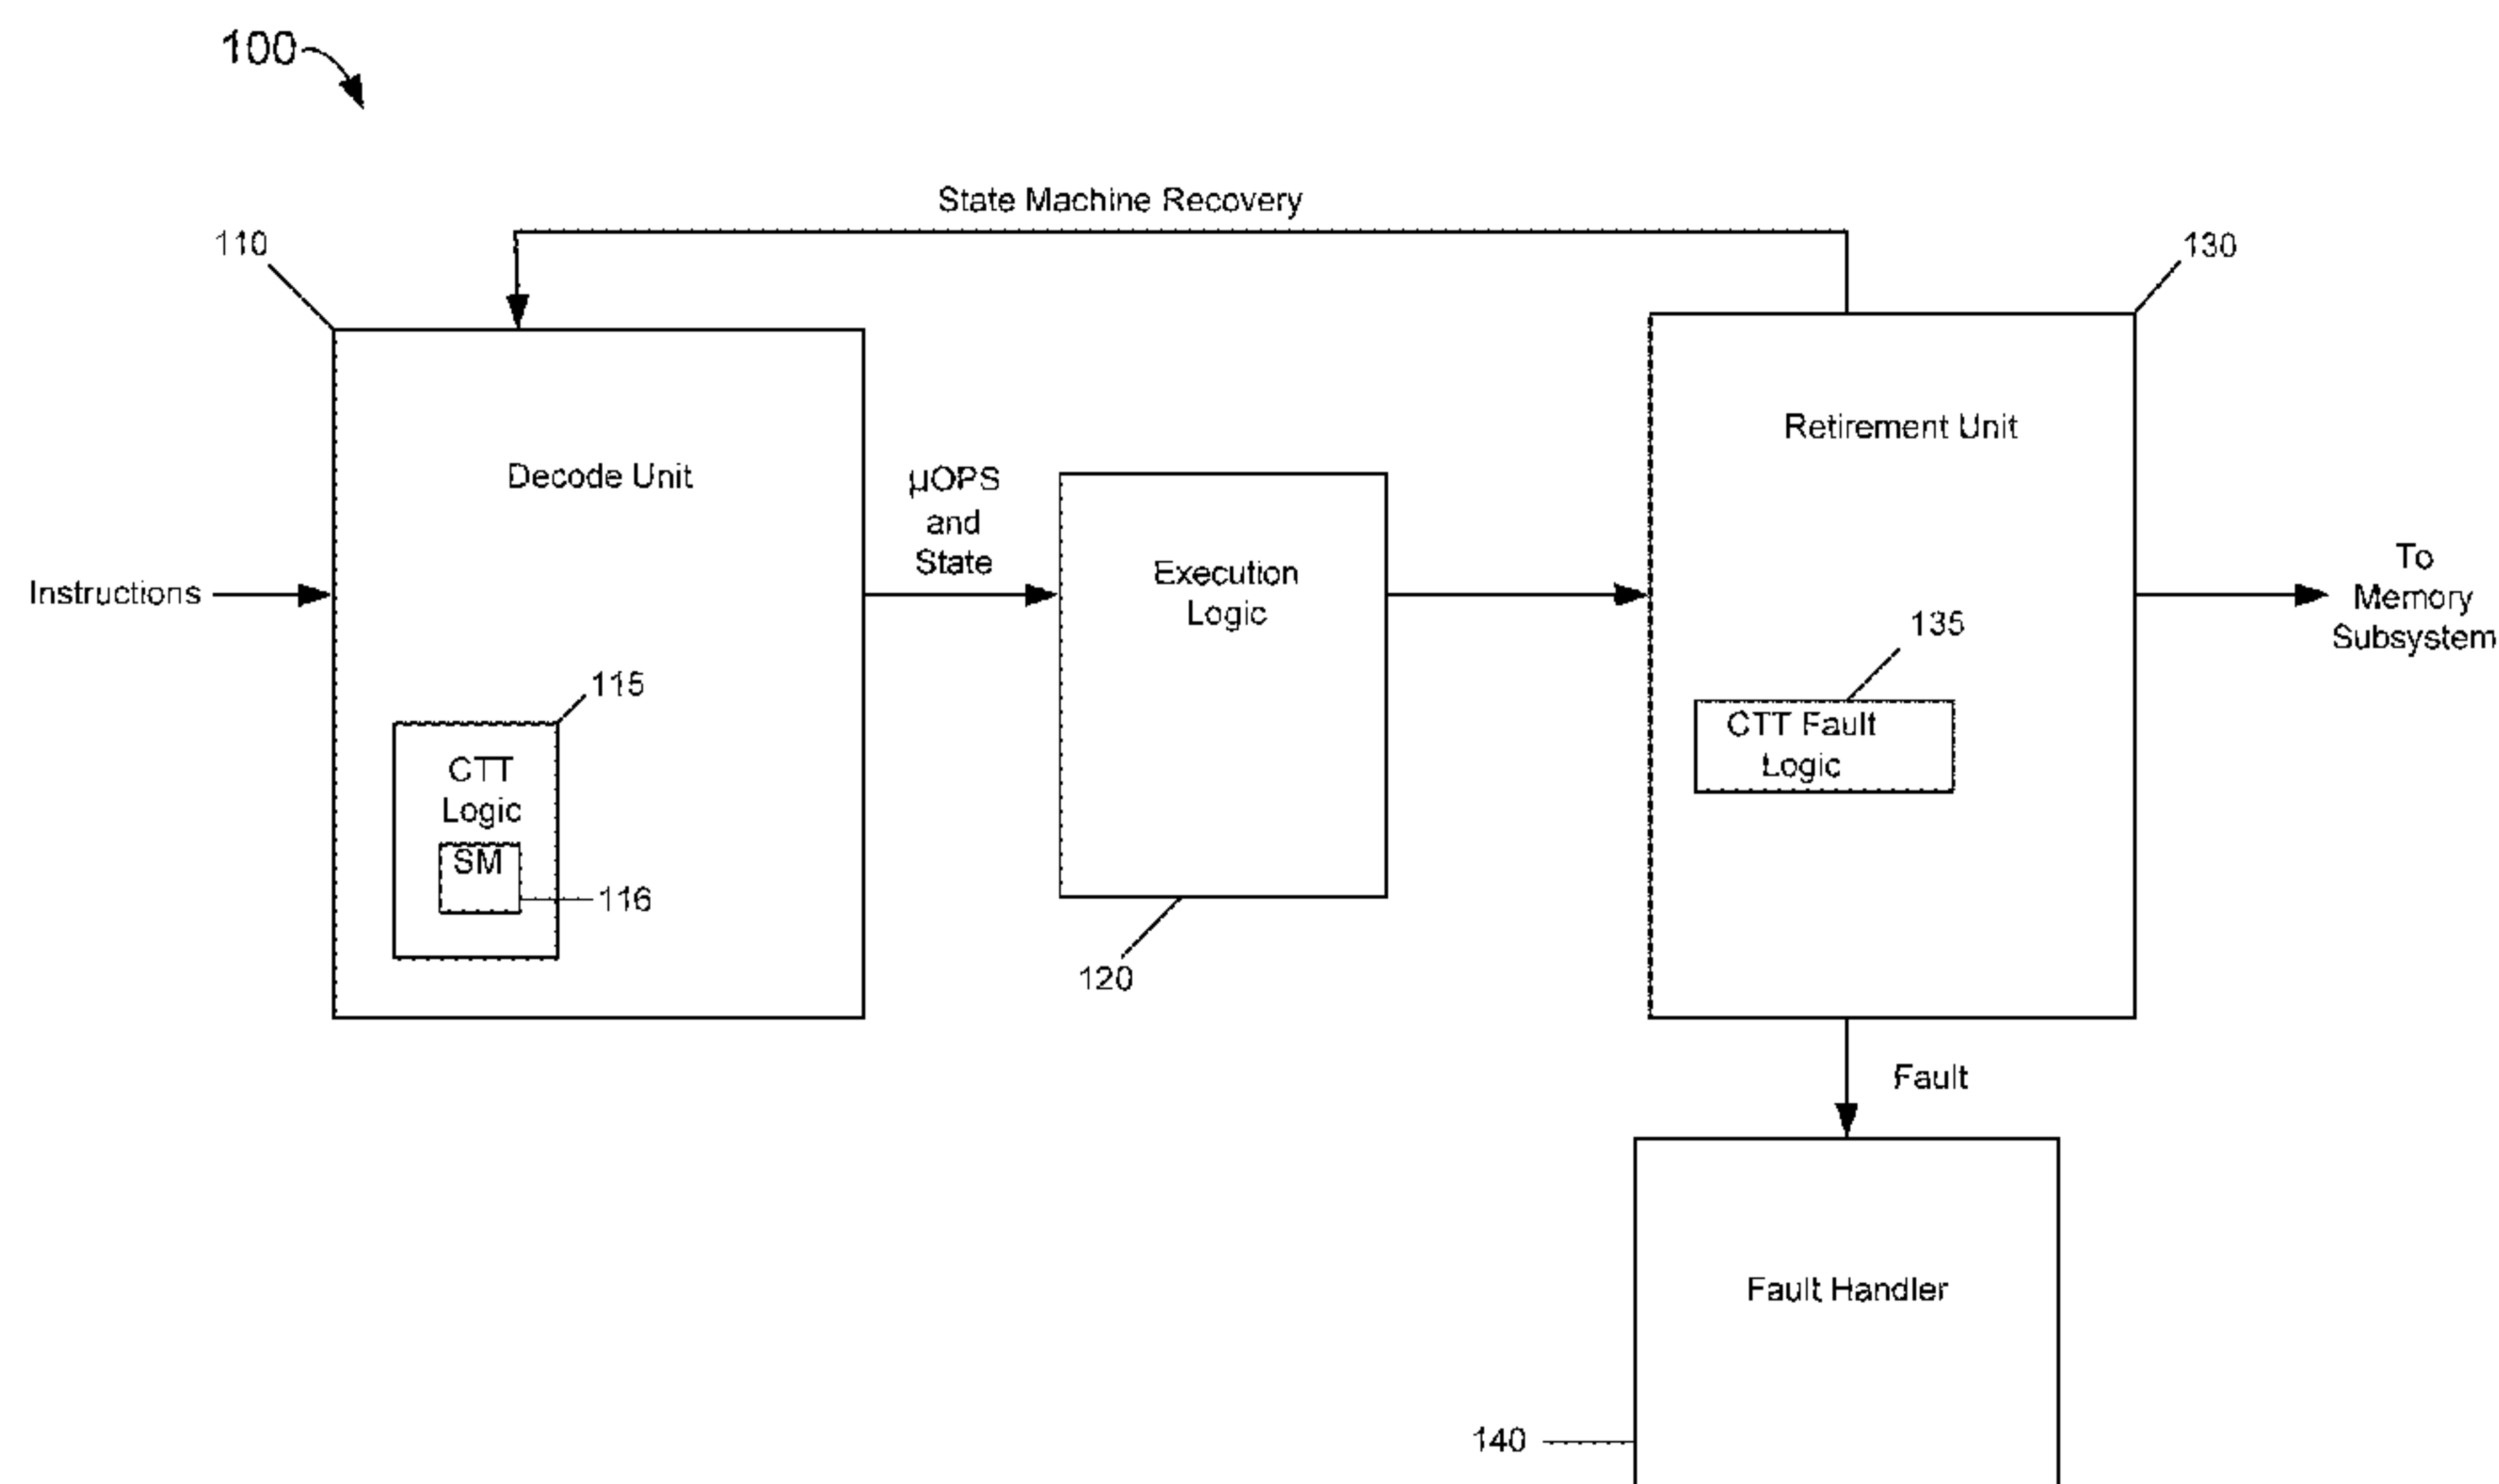 100
State Machine Recovery
110
130
Decode Unit
Retirement Unit
µOPS
and
State
Instructions
Execution
Logic
To
Memory
Subsystem
135
115
CTT Fault
Logic
CTT
Logic
SM
116
120
Fault
Fault Handler
140